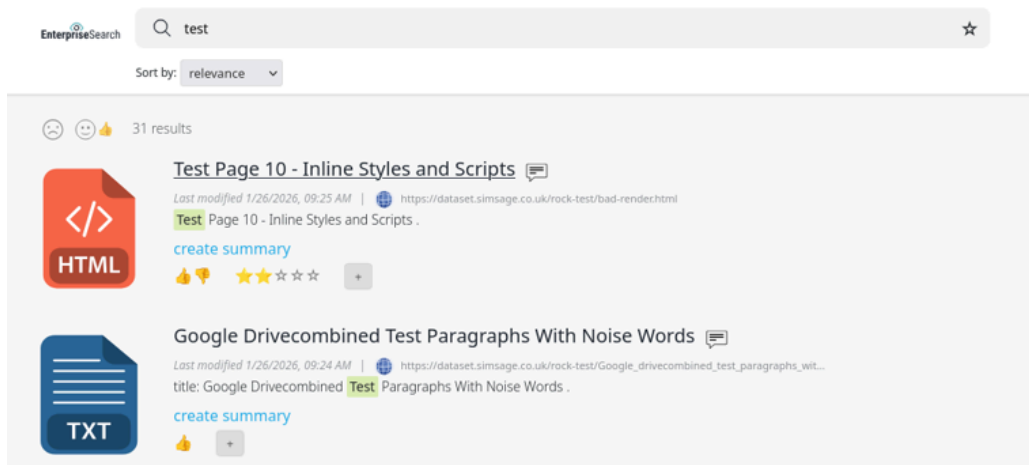 EnterpriseSearch
test
Sort by: relevance
31 results
Test Page 10 - Inline Styles and Scripts
Last modified 1/26/2026, 09:25 AM | https://dataset.simsage.co.uk/rock-test/bad-render.html
Test Page 10 - Inline Styles and Scripts .
create summary
HTML
+
Google Drivecombined Test Paragraphs With Noise Words
Last modified 1/26/2026, 09:24 AM | https://dataset.simsage.co.uk/rock-test/Google_drivecombined_test_paragraphs_wit...
title: Google Drivecombined Test Paragraphs With Noise Words .
create summary
TXT
+